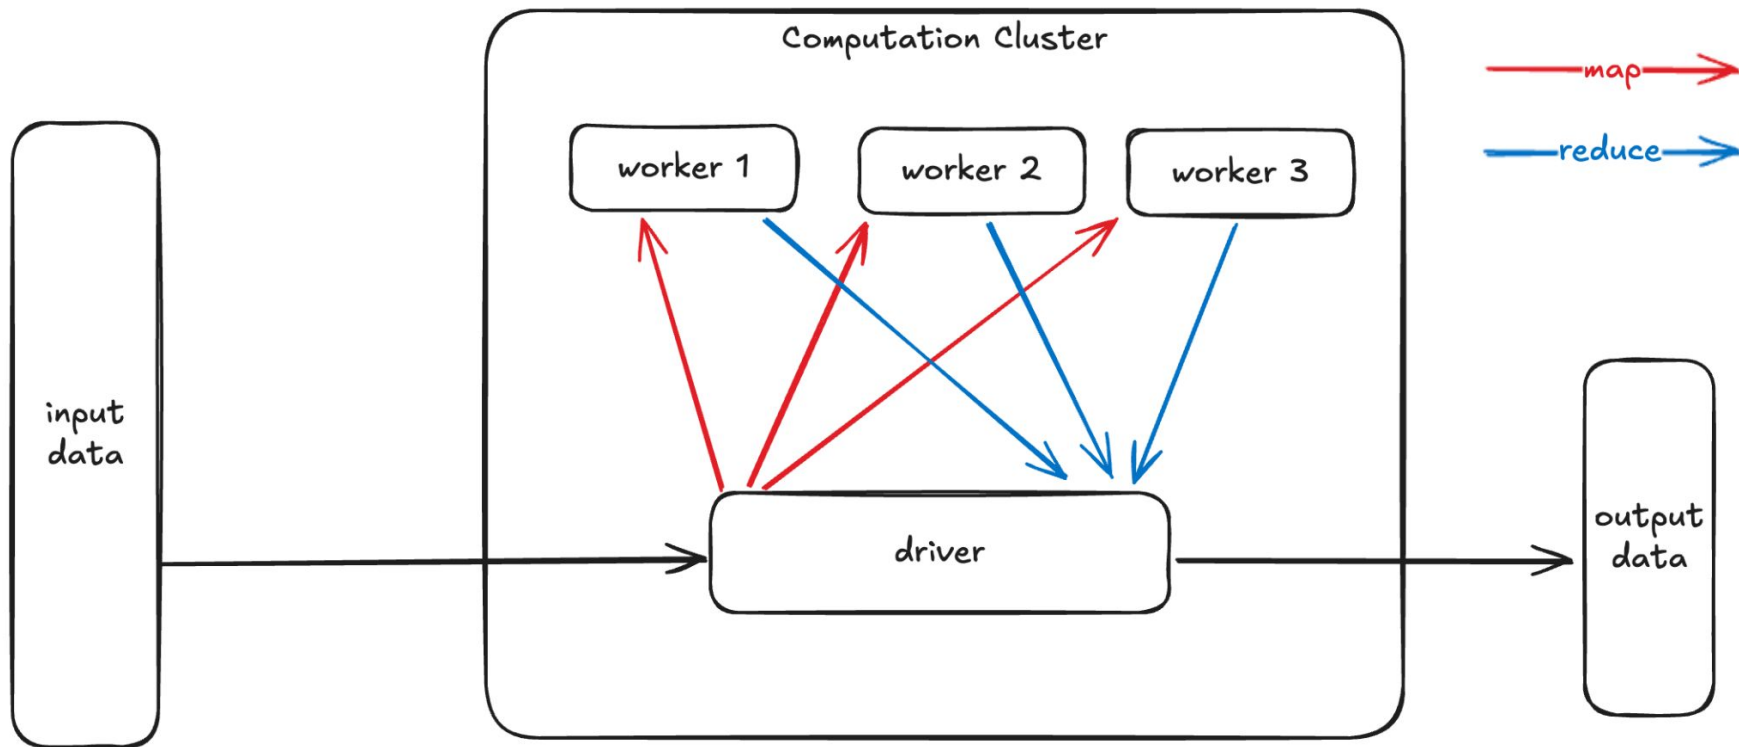 Computation Cluster
map
reduce
worker 1
worker 2
worker 3
input
data
driver
output
data